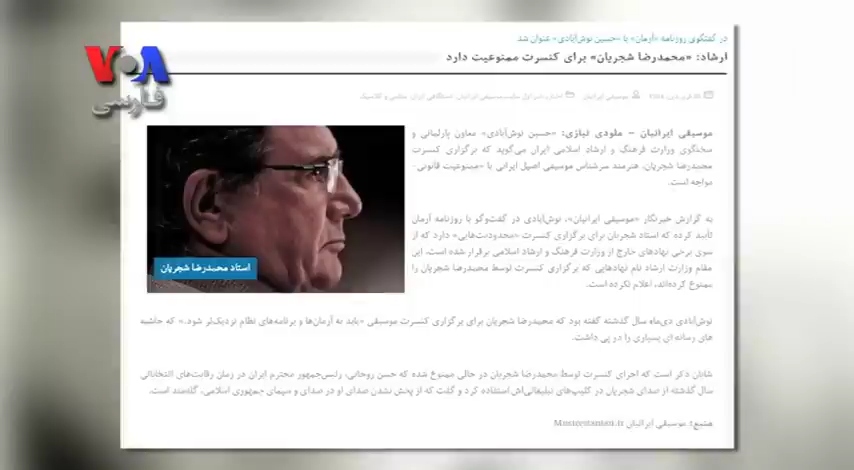 VOA
فارسی
در گفتگوی روزنامه «آرمان» با «حسین نوش‌آبادی» عنوان شد
ارشاد: «محمدرضا شجریان» برای کنسرت ممنوعیت دارد
موسیقی ایرانیان
موسیقی ایرانیان – ملودی نیازی: «حسین نوش‌آبادی» معاون پارلمانی و
سخنگوی وزارت فرهنگ و ارشاد اسلامی ایران می‌گوید که برگزاری کنسرت
محمدرضا شجریان، هنرمند سرشناس موسیقی اصیل ایرانی با «ممنوعیت قانونی»
مواجه است.
به گزارش خبرنگار «موسیقی ایرانیان»، نوش‌آبادی در گفت‌وگو با روزنامه آرمان
تأیید کرده که استاد شجریان برای برگزاری کنسرت «محدودیت‌هایی» دارد که از
سوی برخی نهادهای خارج از وزارت فرهنگ و ارشاد اسلامی برقرار شده است. این
مقام وزارت ارشاد نام نهادهایی که برگزاری کنسرت توسط محمدرضا شجریان را
ممنوع کرده‌اند، اعلام نکرده است.
استاد محمدرضا شجریان
نوش‌آبادی دی‌ماه سال گذشته گفته بود که محمدرضا شجریان برای برگزاری کنسرت موسیقی «باید به آرمان‌ها و برنامه‌های نظام نزدیک‌تر شود.» که حاشیه
های رسانه ای بسیاری را در پی داشت.
شایان ذکر است که اجرای کنسرت توسط محمدرضا شجریان در حالی ممنوع شده که حسن روحانی، رئیس‌جمهور محترم ایران در زمان رقابت‌های انتخاباتی
سال گذشته از صدای شجریان در کلیپ‌های تبلیغاتی‌اش استفاده کرد و گفت که از پخش نشدن صدای او در صدای و سیمای جمهوری اسلامی، گله‌مند است.
منبع: موسیقی ایرانیان